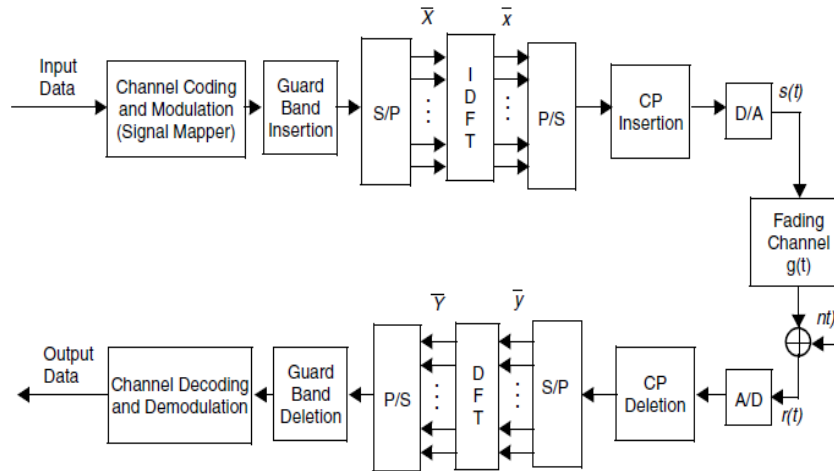 Input
Data
Channel Coding
and Modulation
(Signal Mapper)
Guard
Band
Insertion
S/P
X
I
D
F
T
x
P/S
CP
Insertion
D/A
s(t)
Fading
Channel
g(t)
nt)
r(t)
A/D
CP
Deletion
S/P
y
D
F
T
Y
P/S
Guard
Band
Deletion
Channel Decoding
and Demodulation
Output
Data